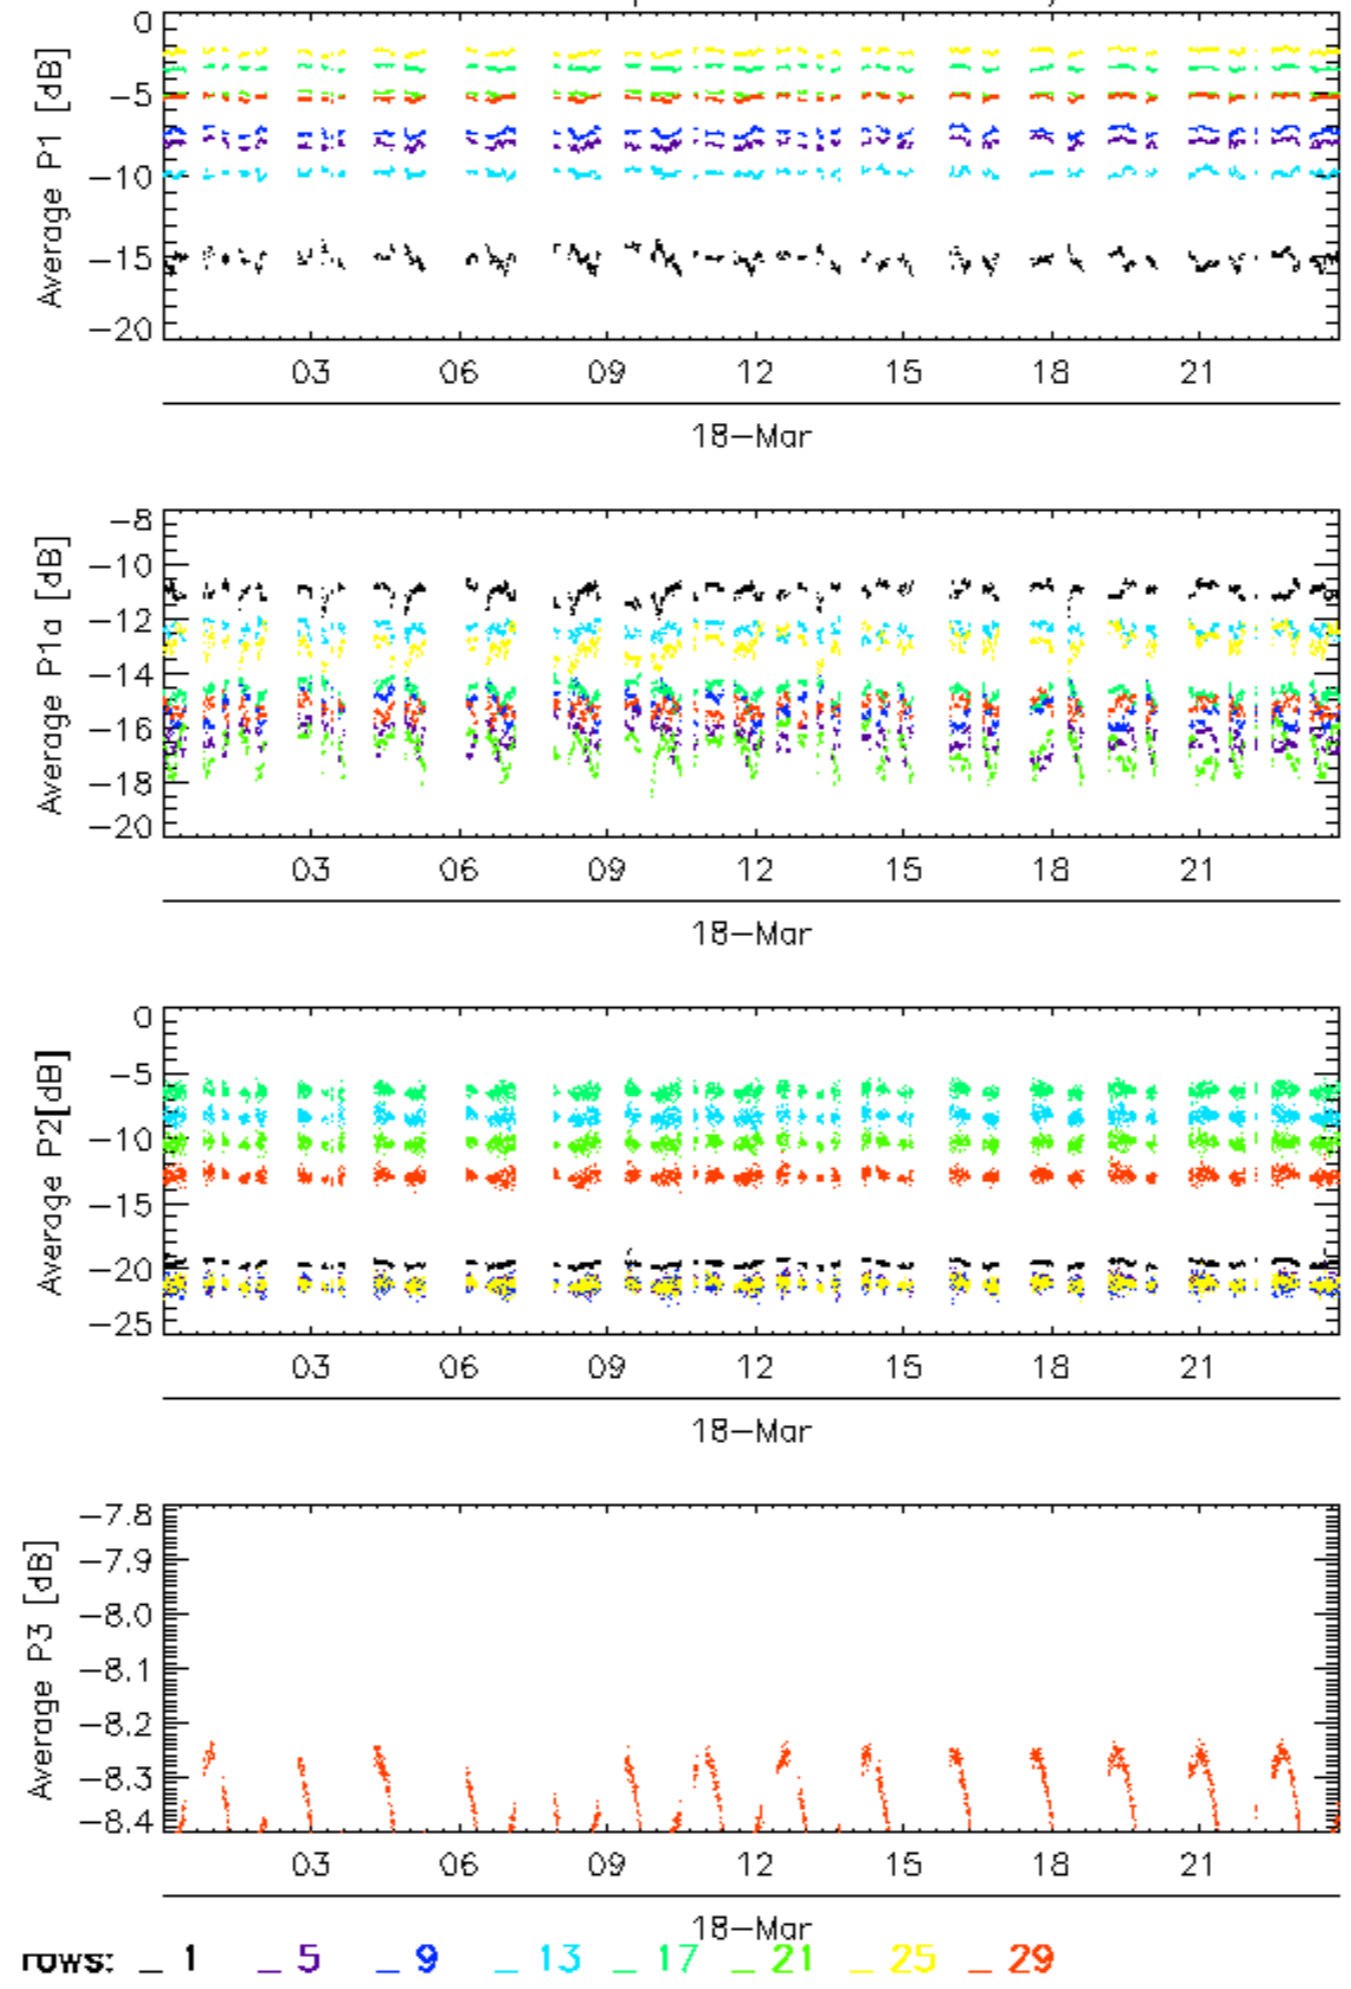 0
−5
−10
−15
−20
Average P1 [dB]
03 06 09 12 15 18 21
18−Mar
−8
−10
−12
−14
−16
−18
−20
Average P1a [dB]
03 06 09 12 15 18 21
18−Mar
0
−5
−10
−15
−20
−25
Average P2[dB]
03 06 09 12 15 18 21
18−Mar
−7.8
−7.9
−8.0
−8.1
−8.2
−8.3
−8.4
Average P3 [dB]
03 06 09 12 15 18 21
18−Mar
rows: _ 1 _ 5 _ 9 _ 13 _ 17 _ 21 _ 25 _ 29